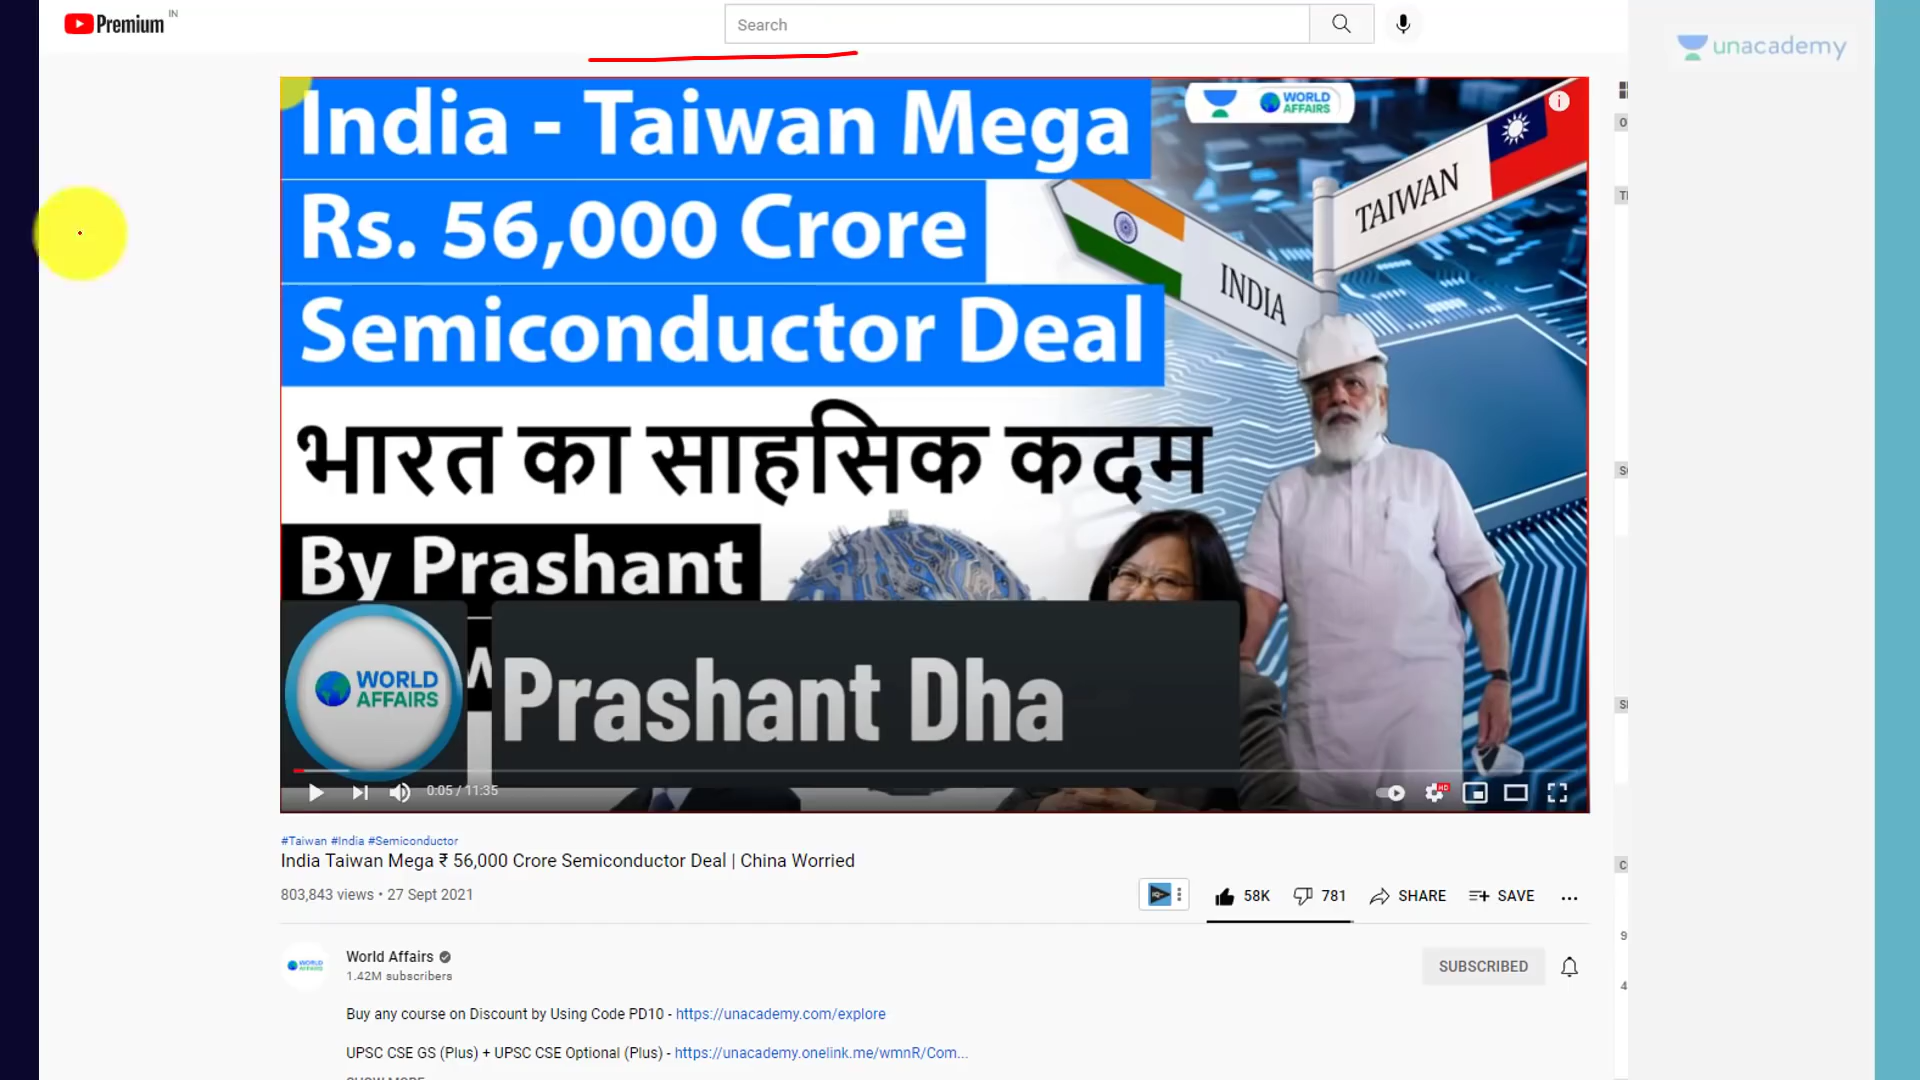 Premium IN
Search
unacademy
India - Taiwan Mega
Rs. 56,000 Crore
Semiconductor Deal
भारत का साहसिक कदम
By Prashant
WORLD AFFAIRS
TAIWAN
INDIA
WORLD
AFFAIRS
Prashant Dha
0:05 / 11:35
HD
#Taiwan #India #Semiconductor
India Taiwan Mega ₹ 56,000 Crore Semiconductor Deal | China Worried
803,843 views • 27 Sept 2021
58K 781 SHARE SAVE ...
World Affairs
1.42M subscribers
SUBSCRIBED
Buy any course on Discount by Using Code PD10 - https://unacademy.com/explore
UPSC CSE GS (Plus) + UPSC CSE Optional (Plus) - https://unacademy.onelink.me/wmnR/Com...
SHOW MORE